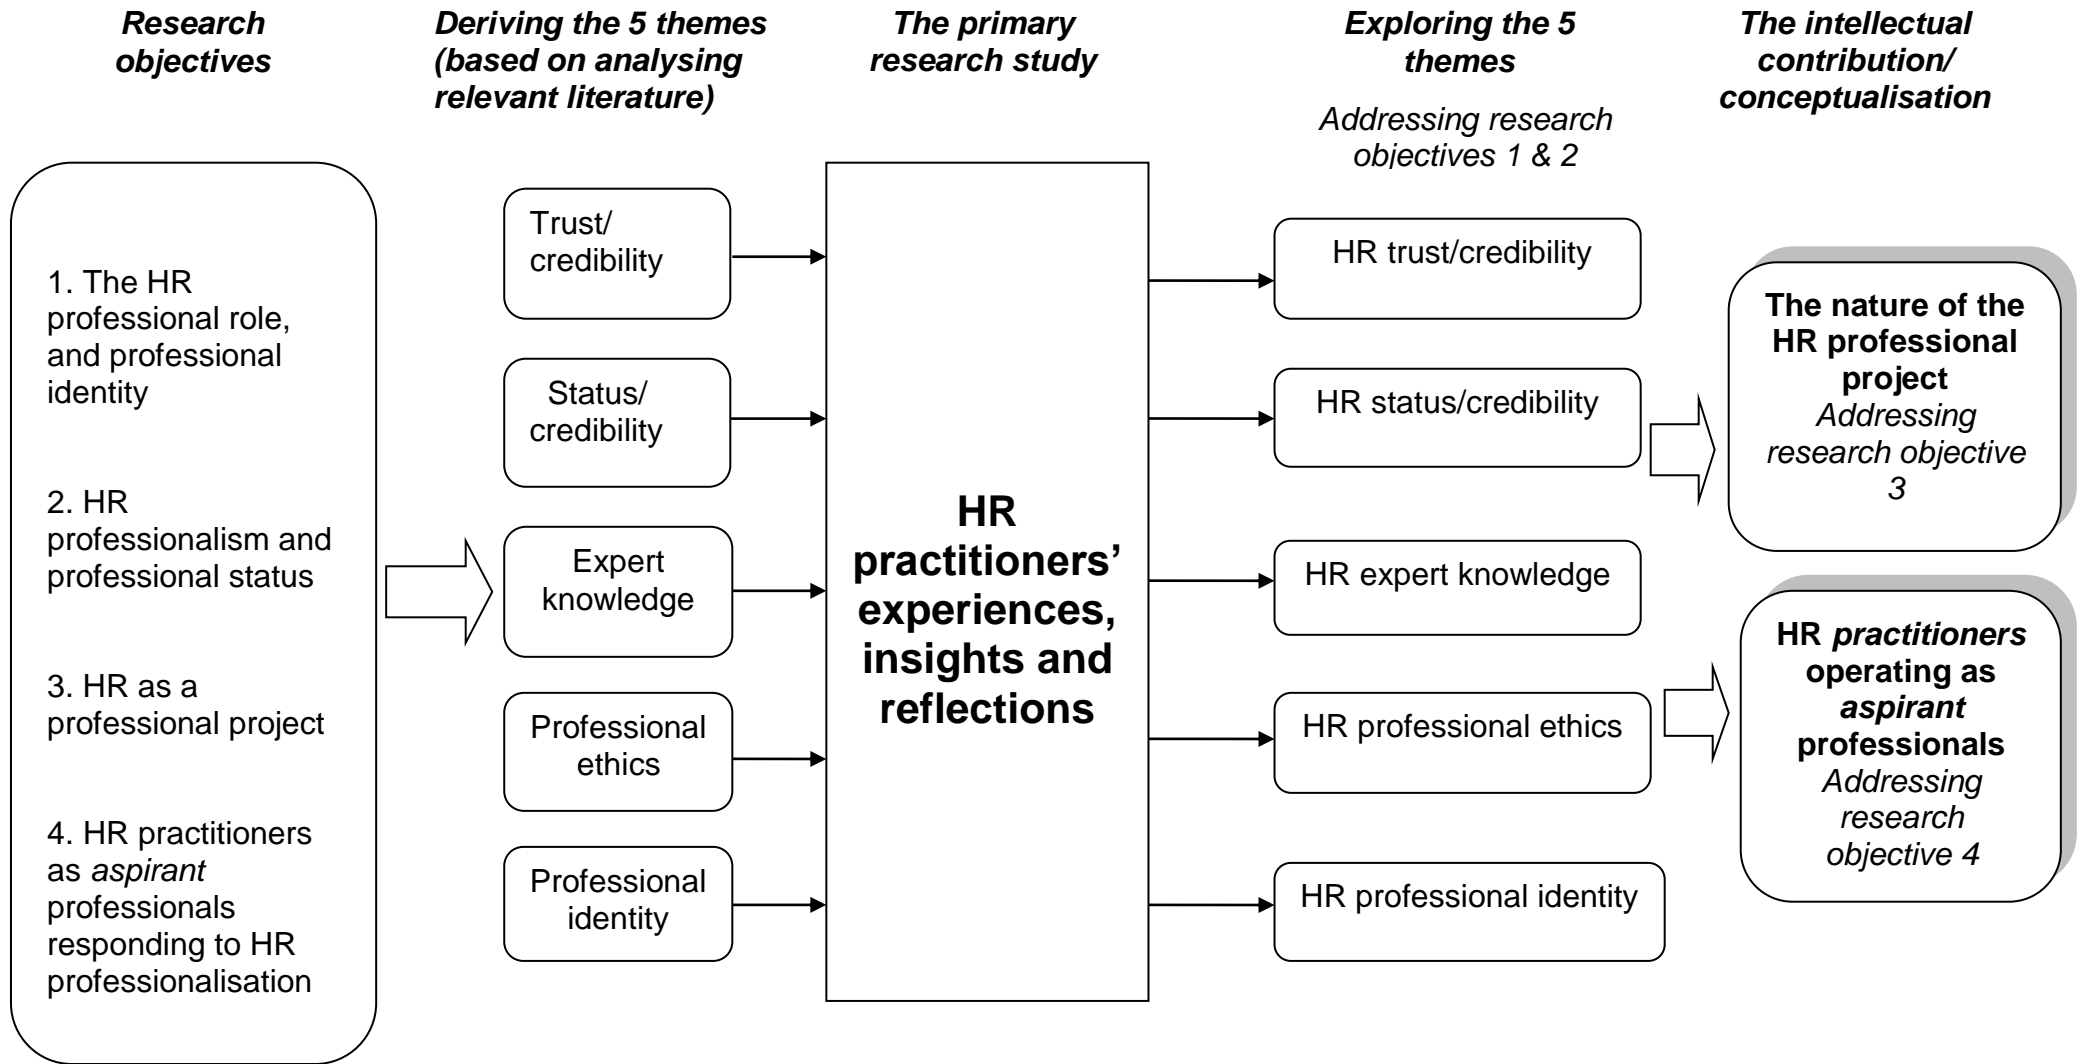 Research
objectives
Deriving the 5 themes
(based on analysing
relevant literature)
The primary
research study
Exploring the 5
themes
Addressing research
objectives 1 & 2
The intellectual
contribution/
conceptualisation
1. The HR
professional role,
and professional
identity
2. HR
professionalism and
professional status
3. HR as a
professional project
4. HR practitioners
as aspirant
professionals
responding to HR
professionalisation
Trust/
credibility
Status/
credibility
Expert
knowledge
Professional
ethics
Professional
identity
HR
practitioners’
experiences,
insights and
reflections
HR trust/credibility
HR status/credibility
HR expert knowledge
HR professional ethics
HR professional identity
The nature of the
HR professional
project
Addressing
research objective
3
HR practitioners
operating as
aspirant
professionals
Addressing
research
objective 4